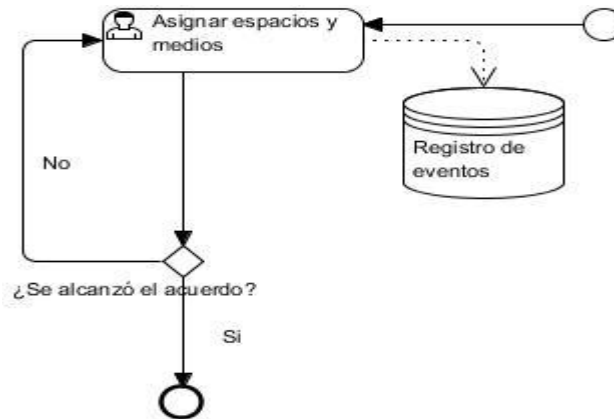 Asignar espacios y
medios
Registro de
eventos
No
¿Se alcanzó el acuerdo?
Si